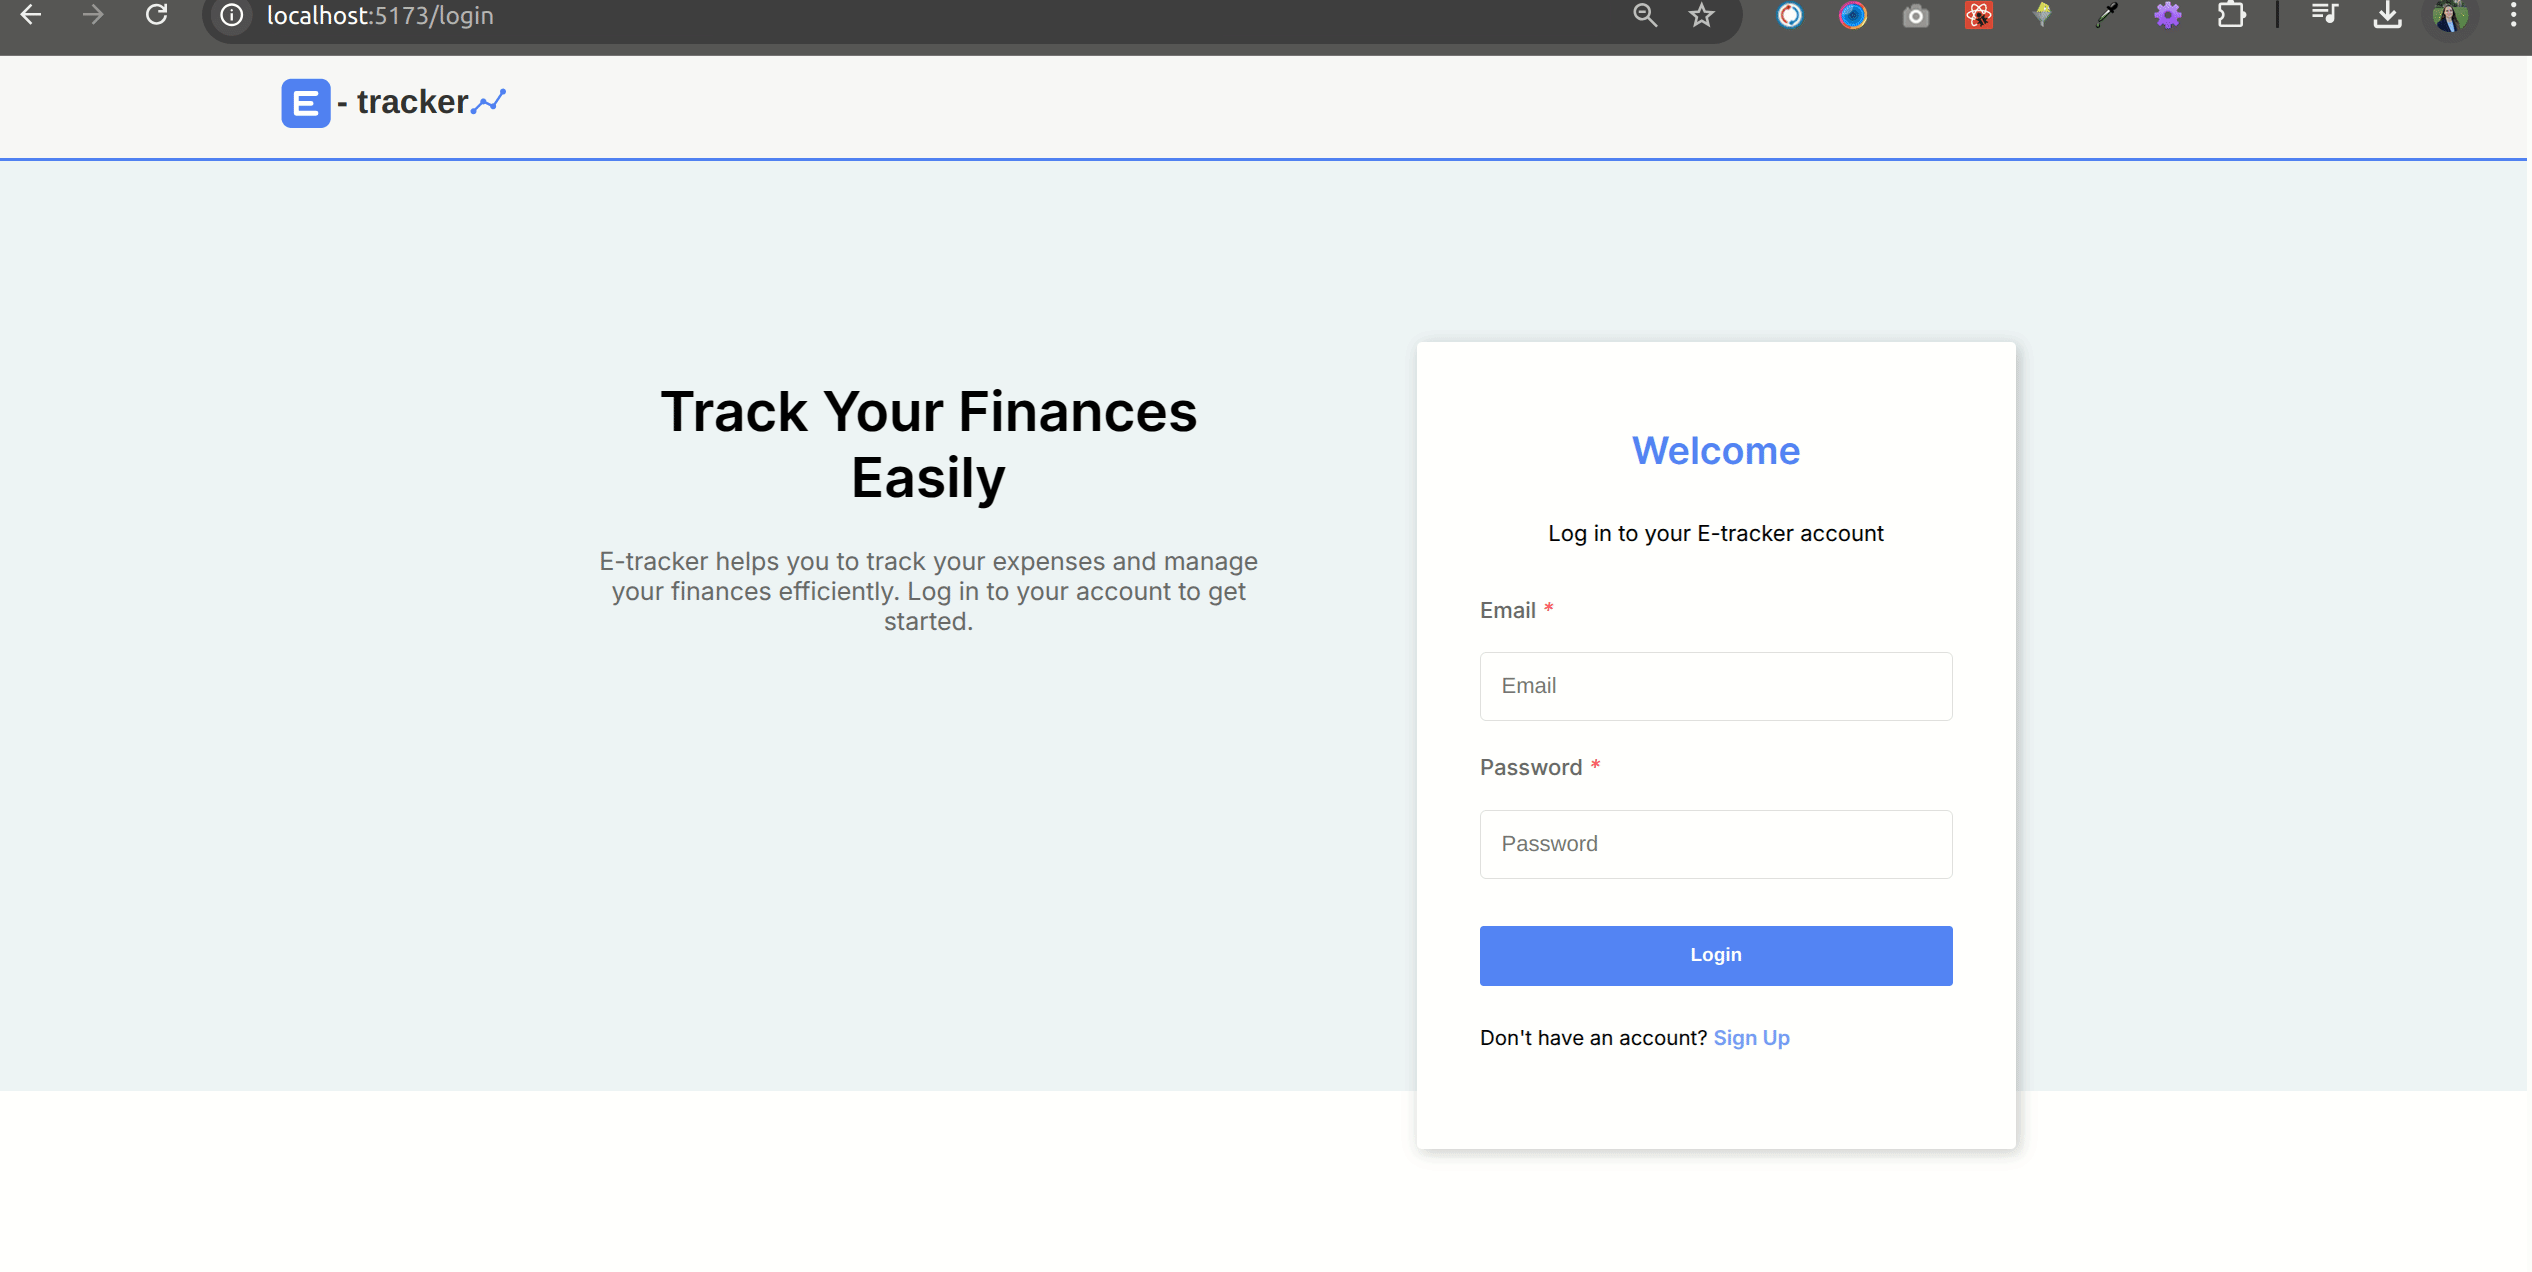 localhost:5173/login
E - tracker
Track Your Finances
Easily
E-tracker helps you to track your expenses and manage
your finances efficiently. Log in to your account to get
started.
Welcome
Log in to your E-tracker account
Email *
Email
Password *
Password
Login
Don't have an account? Sign Up